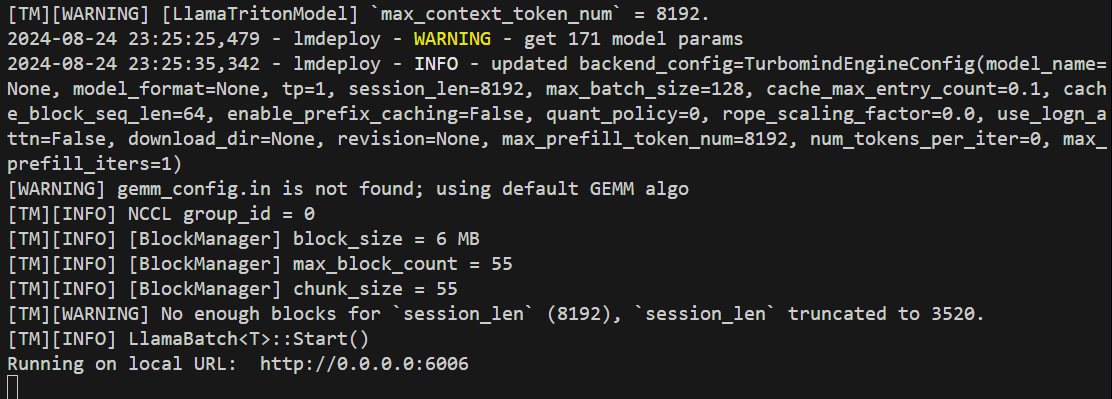 [TM][WARNING] [LlamaTritonModel] `max_context_token_num` = 8192.
2024-08-24 23:25:25,479 - lmdeploy - WARNING - get 171 model params
2024-08-24 23:25:35,342 - lmdeploy - INFO - updated backend_config=TurbomindEngineConfig(model_name=
None, model_format=None, tp=1, session_len=8192, max_batch_size=128, cache_max_entry_count=0.1, cach
e_block_seq_len=64, enable_prefix_caching=False, quant_policy=0, rope_scaling_factor=0.0, use_logn_a
ttn=False, download_dir=None, revision=None, max_prefill_token_num=8192, num_tokens_per_iter=0, max_
prefill_iters=1)
[WARNING] gemm_config.in is not found; using default GEMM algo
[TM][INFO] NCCL group_id = 0
[TM][INFO] [BlockManager] block_size = 6 MB
[TM][INFO] [BlockManager] max_block_count = 55
[TM][INFO] [BlockManager] chunk_size = 55
[TM][WARNING] No enough blocks for `session_len` (8192), `session_len` truncated to 3520.
[TM][INFO] LlamaBatch<T>::Start()
Running on local URL:  http://0.0.0.0:6006